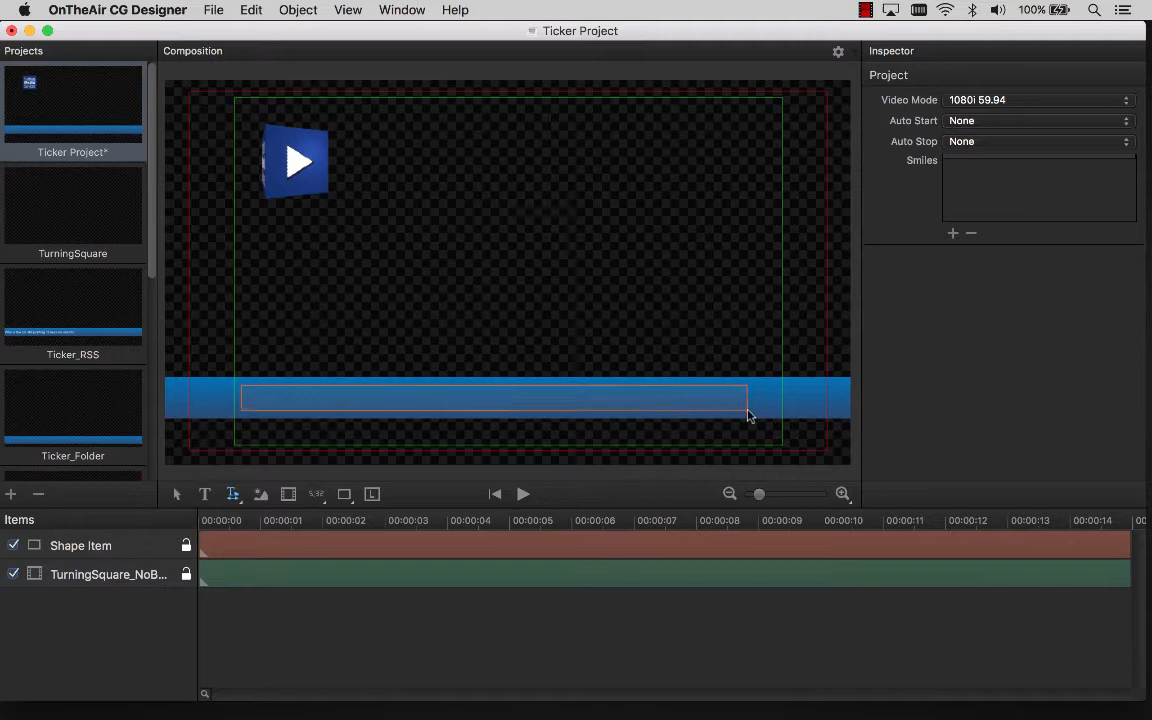 OnTheAir CG Designer File Edit Object View Window Help 100%
Ticker Project
Projects
Composition
Inspector
Ticker Project*
TurningSquare
Ticker_RSS
Ticker_Folder
Project
Video Mode 1080i 59.94
Auto Start None
Auto Stop None
Smiles
T T 5:32 L
Items
00:00:00 00:00:01 00:00:02 00:00:03 00:00:04 00:00:05 00:00:06 00:00:07 00:00:08 00:00:09 00:00:10 00:00:11 00:00:12 00:00:13 00:00:14 00
Shape Item
TurningSquare_NoB...